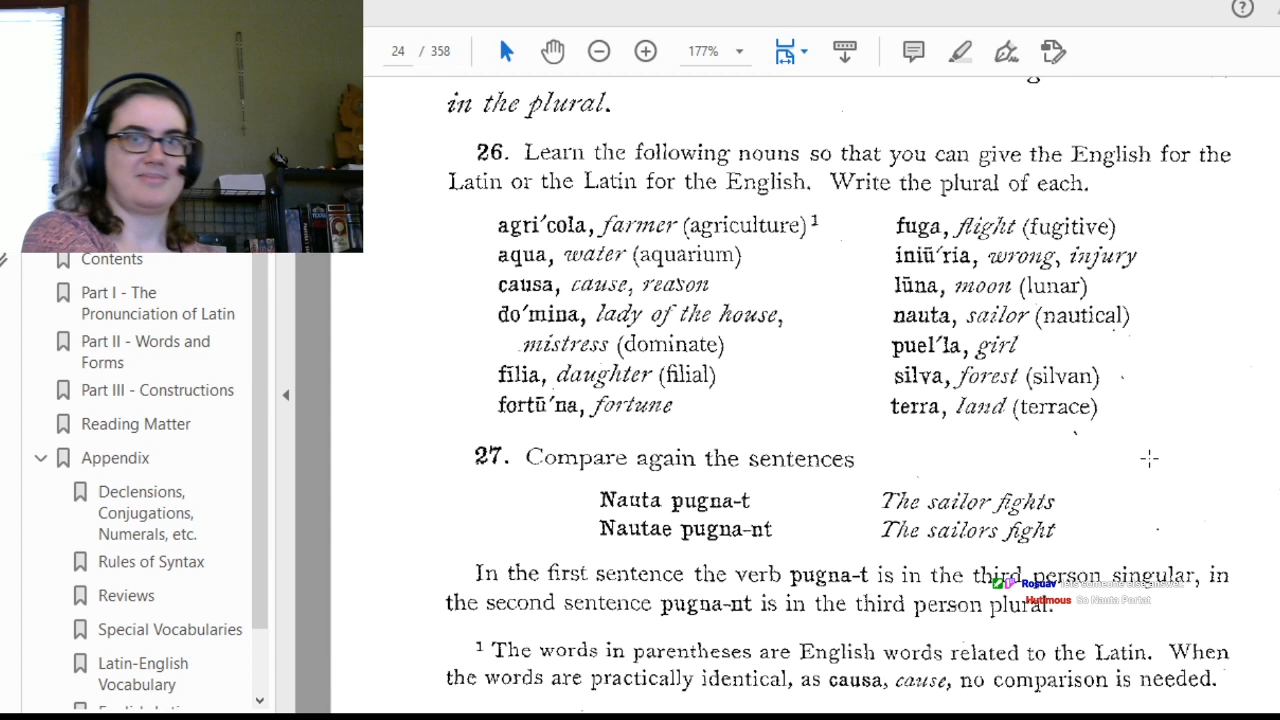 24 / 358
177%
in the plural.
26. Learn the following nouns so that you can give the English for the
Latin or the Latin for the English. Write the plural of each.
agri′cola, farmer (agriculture)¹
aqua, water (aquarium)
causa, cause, reason
do′mina, lady of the house,
mistress (dominate)
fīlia, daughter (filial)
fortū′na, fortune
fuga, flight (fugitive)
iniū′ria, wrong, injury
lūna, moon (lunar)
nauta, sailor (nautical)
puel′la, girl
silva, forest (silvan)
terra, land (terrace)
27. Compare again the sentences
Nauta pugna-t The sailor fights
Nautae pugna-nt The sailors fight
In the first sentence the verb pugna-t is in the third person singular, in
the second sentence pugna-nt is in the third person plural.
Rosuav
Hutimous So Nauta Portat
¹ The words in parentheses are English words related to the Latin. When
the words are practically identical, as causa, cause, no comparison is needed.
Contents
Part I - The
Pronunciation of Latin
Part II - Words and
Forms
Part III - Constructions
Reading Matter
Appendix
Declensions,
Conjugations,
Numerals, etc.
Rules of Syntax
Reviews
Special Vocabularies
Latin-English
Vocabulary